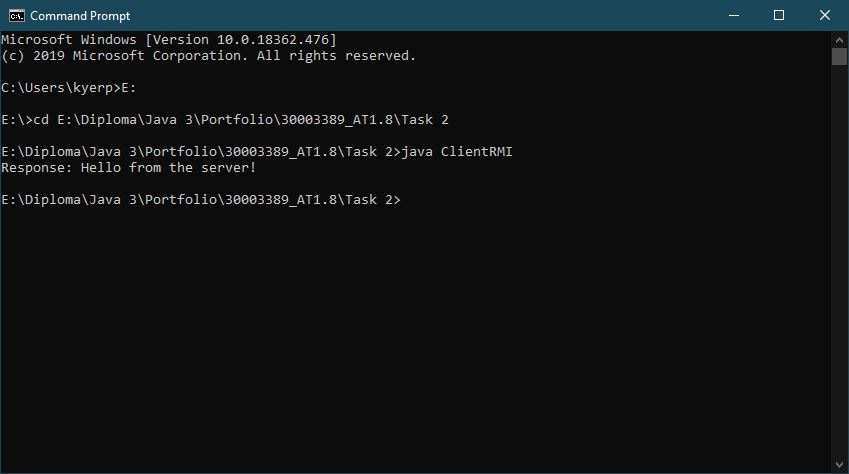 Command Prompt
Microsoft Windows [Version 10.0.18362.476]
(c) 2019 Microsoft Corporation. All rights reserved.
C:\Users\kyerp>E:
E:\>cd E:\Diploma\Java 3\Portfolio\30003389_AT1.8\Task 2
E:\Diploma\Java 3\Portfolio\30003389_AT1.8\Task 2>java ClientRMI
Response: Hello from the server!
E:\Diploma\Java 3\Portfolio\30003389_AT1.8\Task 2>